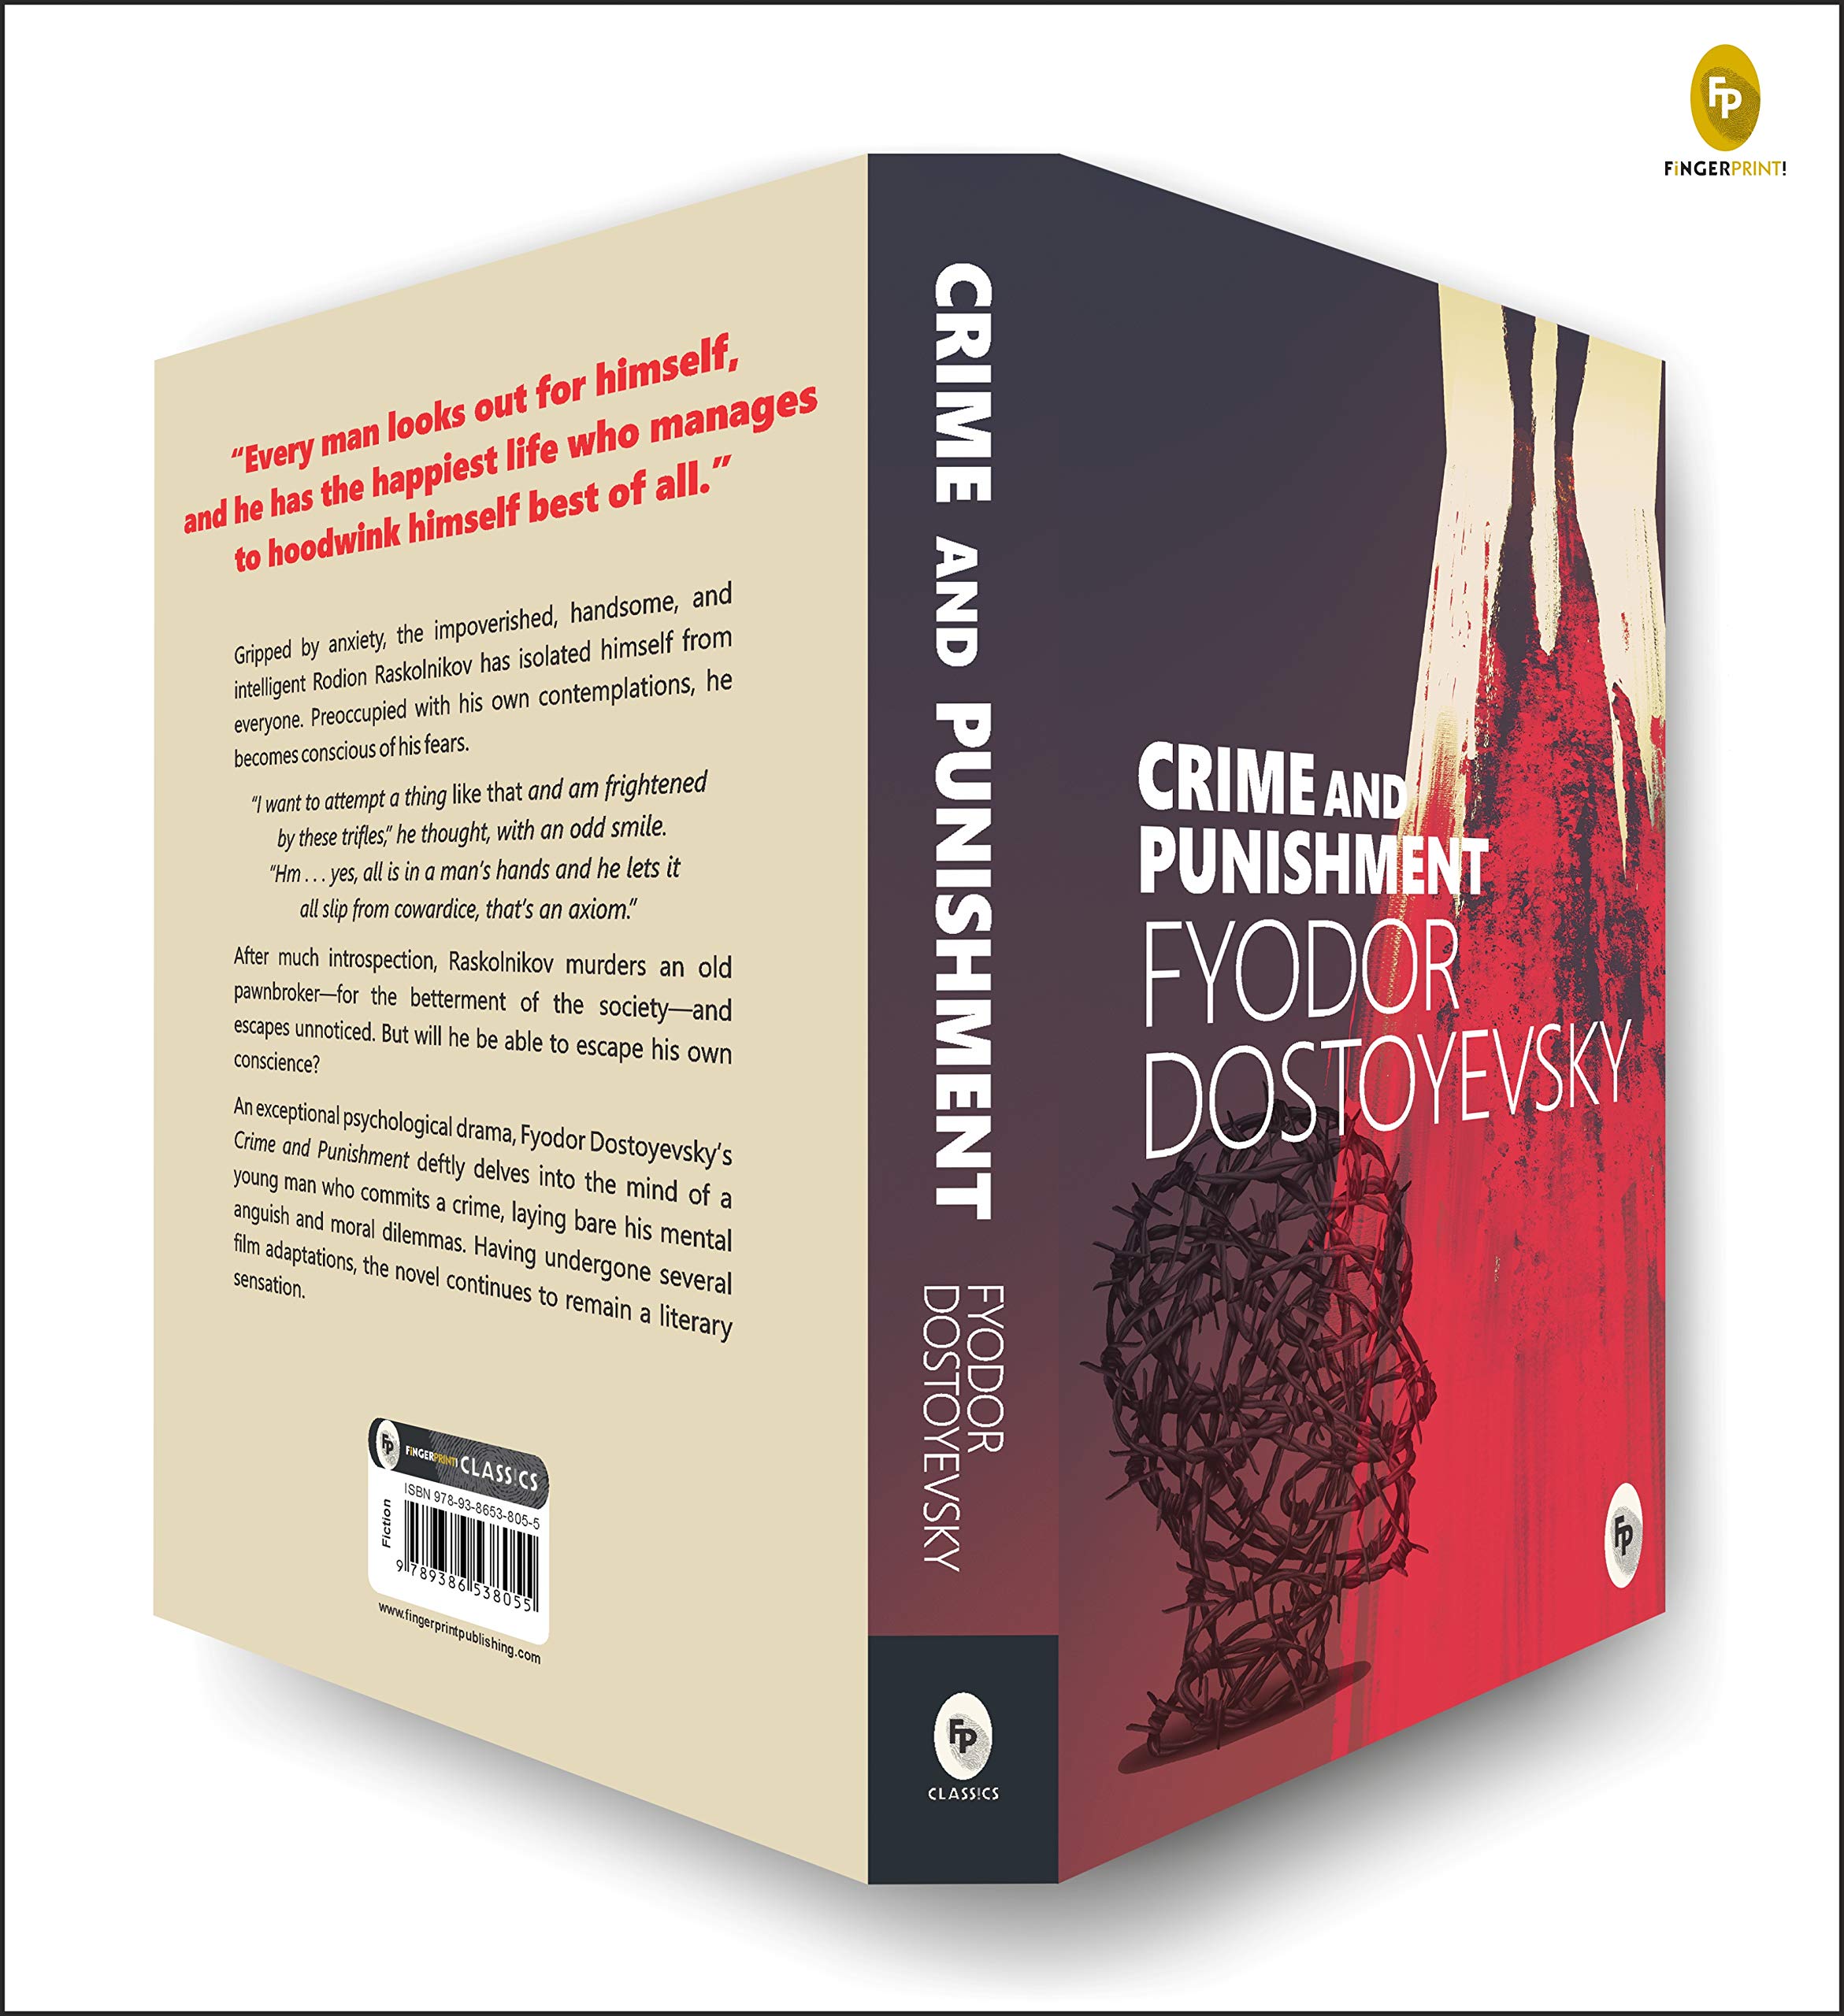 FP
FiNGERPRINT!
“Every man looks out for himself,
and he has the happiest life who manages
to hoodwink himself best of all.”
Gripped by anxiety, the impoverished, handsome, and
intelligent Rodion Raskolnikov has isolated himself from
everyone. Preoccupied with his own contemplations, he
becomes conscious of his fears.
“I want to attempt a thing like that and am frightened
by these trifles,” he thought, with an odd smile.
“Hm . . . yes, all is in a man’s hands and he lets it
all slip from cowardice, that’s an axiom.”
After much introspection, Raskolnikov murders an old
pawnbroker—for the betterment of the society—and
escapes unnoticed. But will he be able to escape his own
conscience?
An exceptional psychological drama, Fyodor Dostoyevsky’s
Crime and Punishment deftly delves into the mind of a
young man who commits a crime, laying bare his mental
anguish and moral dilemmas. Having undergone several
film adaptations, the novel continues to remain a literary
sensation.
FP FiNGERPRINT! CLASSICS
ISBN 978-93-8653-805-5
Fiction
9 789386 538055
www.fingerprintpublishing.com
CRIME AND PUNISHMENT
FYODOR
DOSTOYEVSKY
FP
CLASSICS
CRIME AND
PUNISHMENT
FYODOR
DOSTOYEVSKY
FP